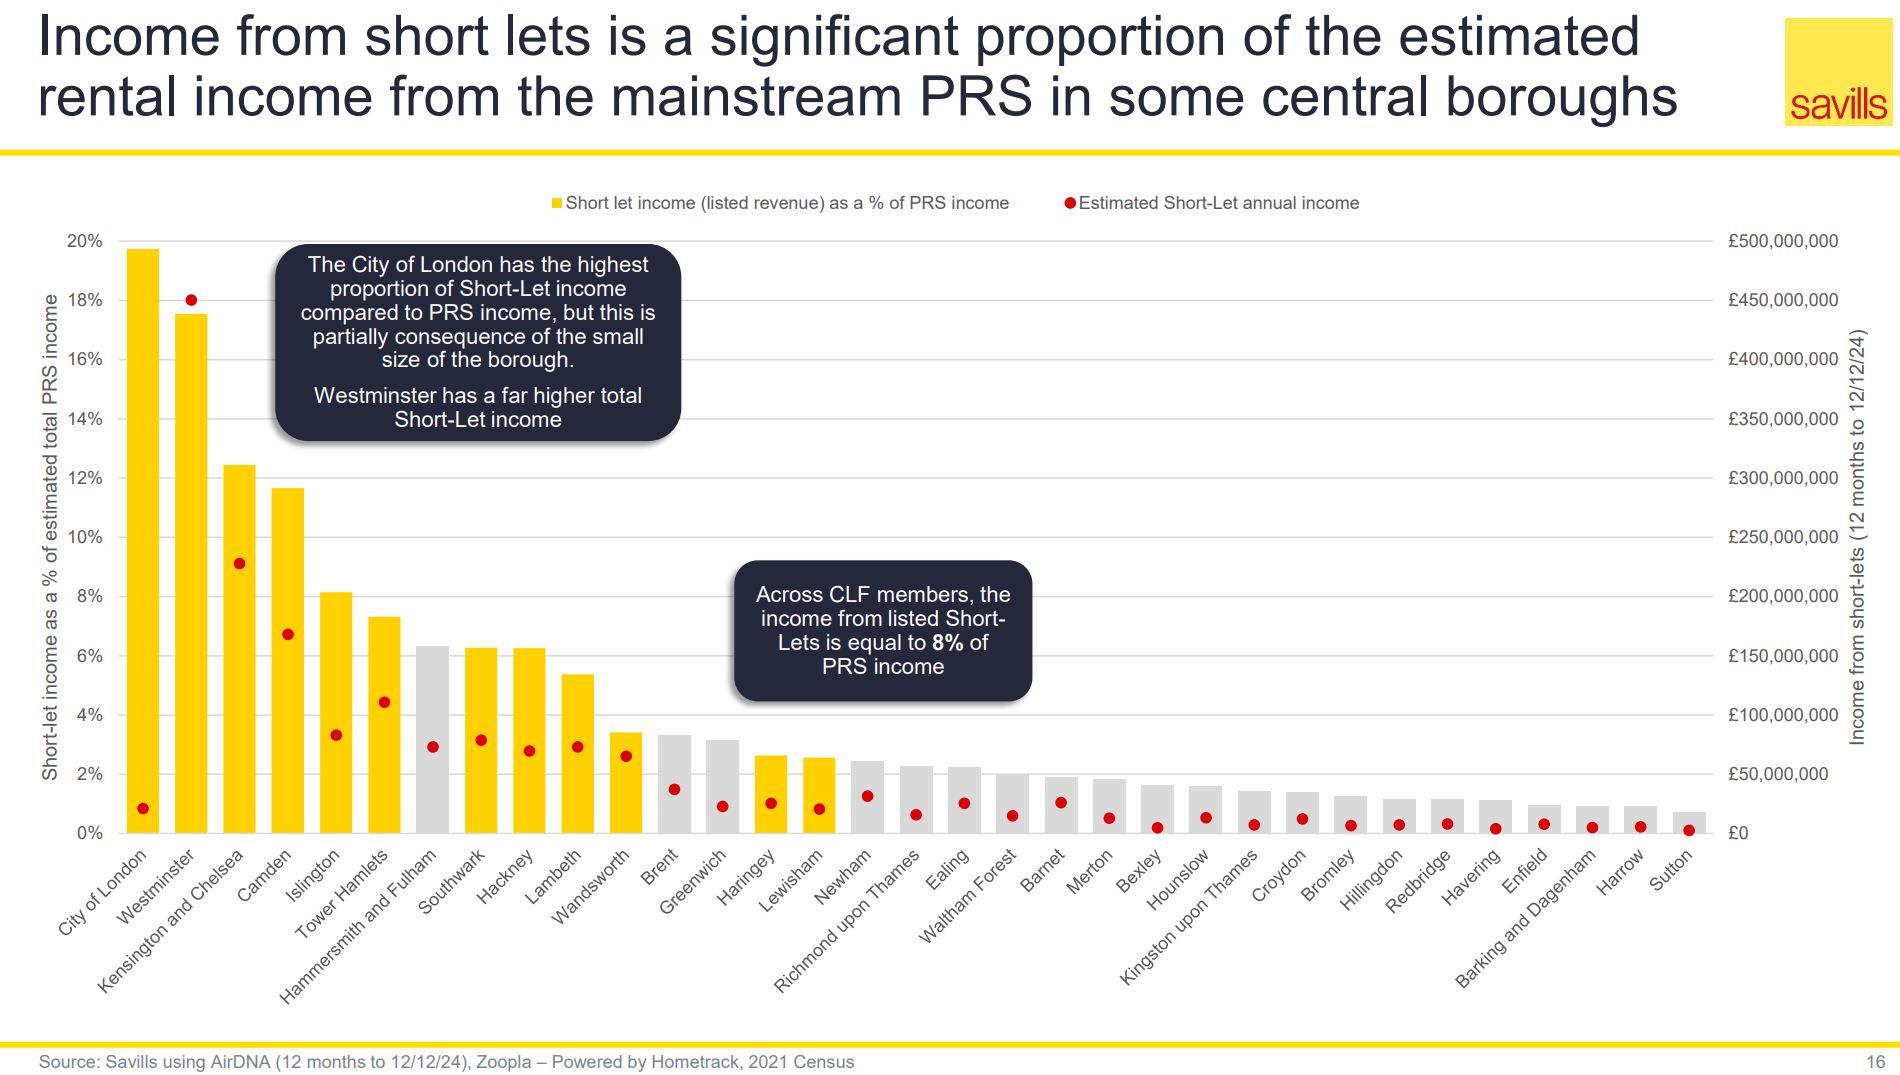 Income from short lets is a significant proportion of the estimated
rental income from the mainstream PRS in some central boroughs
savills
Short let income (listed revenue) as a % of PRS income
Estimated Short-Let annual income
Short-let income as a % of estimated total PRS income
20%
18%
16%
14%
12%
10%
8%
6%
4%
2%
0%
The City of London has the highest
proportion of Short-Let income
compared to PRS income, but this is
partially consequence of the small
size of the borough.
Westminster has a far higher total
Short-Let income
Across CLF members, the
income from listed Short-
Lets is equal to 8% of
PRS income
£500,000,000
£450,000,000
£400,000,000
£350,000,000
£300,000,000
£250,000,000
£200,000,000
£150,000,000
£100,000,000
£50,000,000
£0
Income from short-lets (12 months to 12/12/24)
City of London
Westminster
Kensington and Chelsea
Camden
Islington
Tower Hamlets
Hammersmith and Fulham
Southwark
Hackney
Lambeth
Wandsworth
Brent
Greenwich
Haringey
Lewisham
Newham
Richmond upon Thames
Ealing
Waltham Forest
Barnet
Merton
Bexley
Hounslow
Kingston upon Thames
Croydon
Bromley
Hillingdon
Redbridge
Havering
Enfield
Barking and Dagenham
Harrow
Sutton
Source: Savills using AirDNA (12 months to 12/12/24), Zoopla – Powered by Hometrack, 2021 Census
16